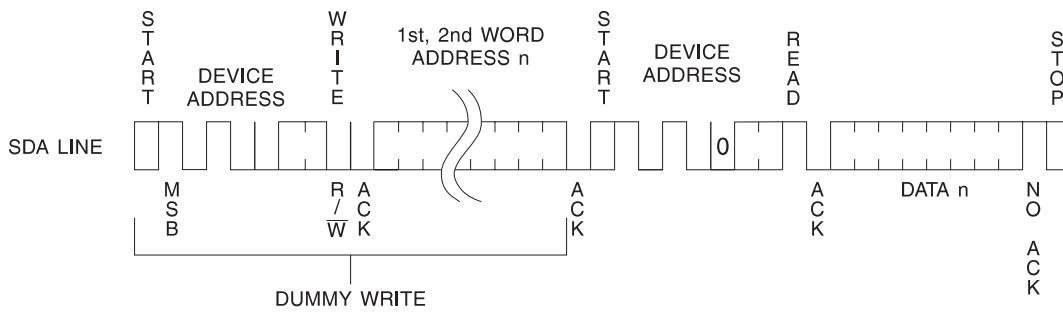 START
DEVICE
ADDRESS
WRITE
1st, 2nd WORD
ADDRESS n
START
DEVICE
ADDRESS
READ
STOP
SDA LINE
0
MSB
R/W
ACK
ACK
ACK
DATA n
NO ACK
DUMMY WRITE